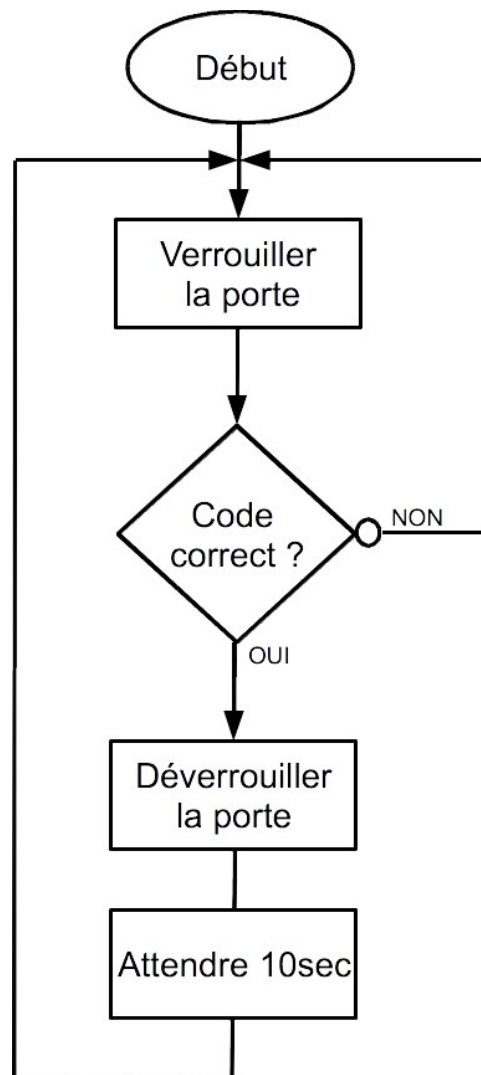 Début
Verrouiller
la porte
Code
correct ?
NON
OUI
Déverrouiller
la porte
Attendre 10sec